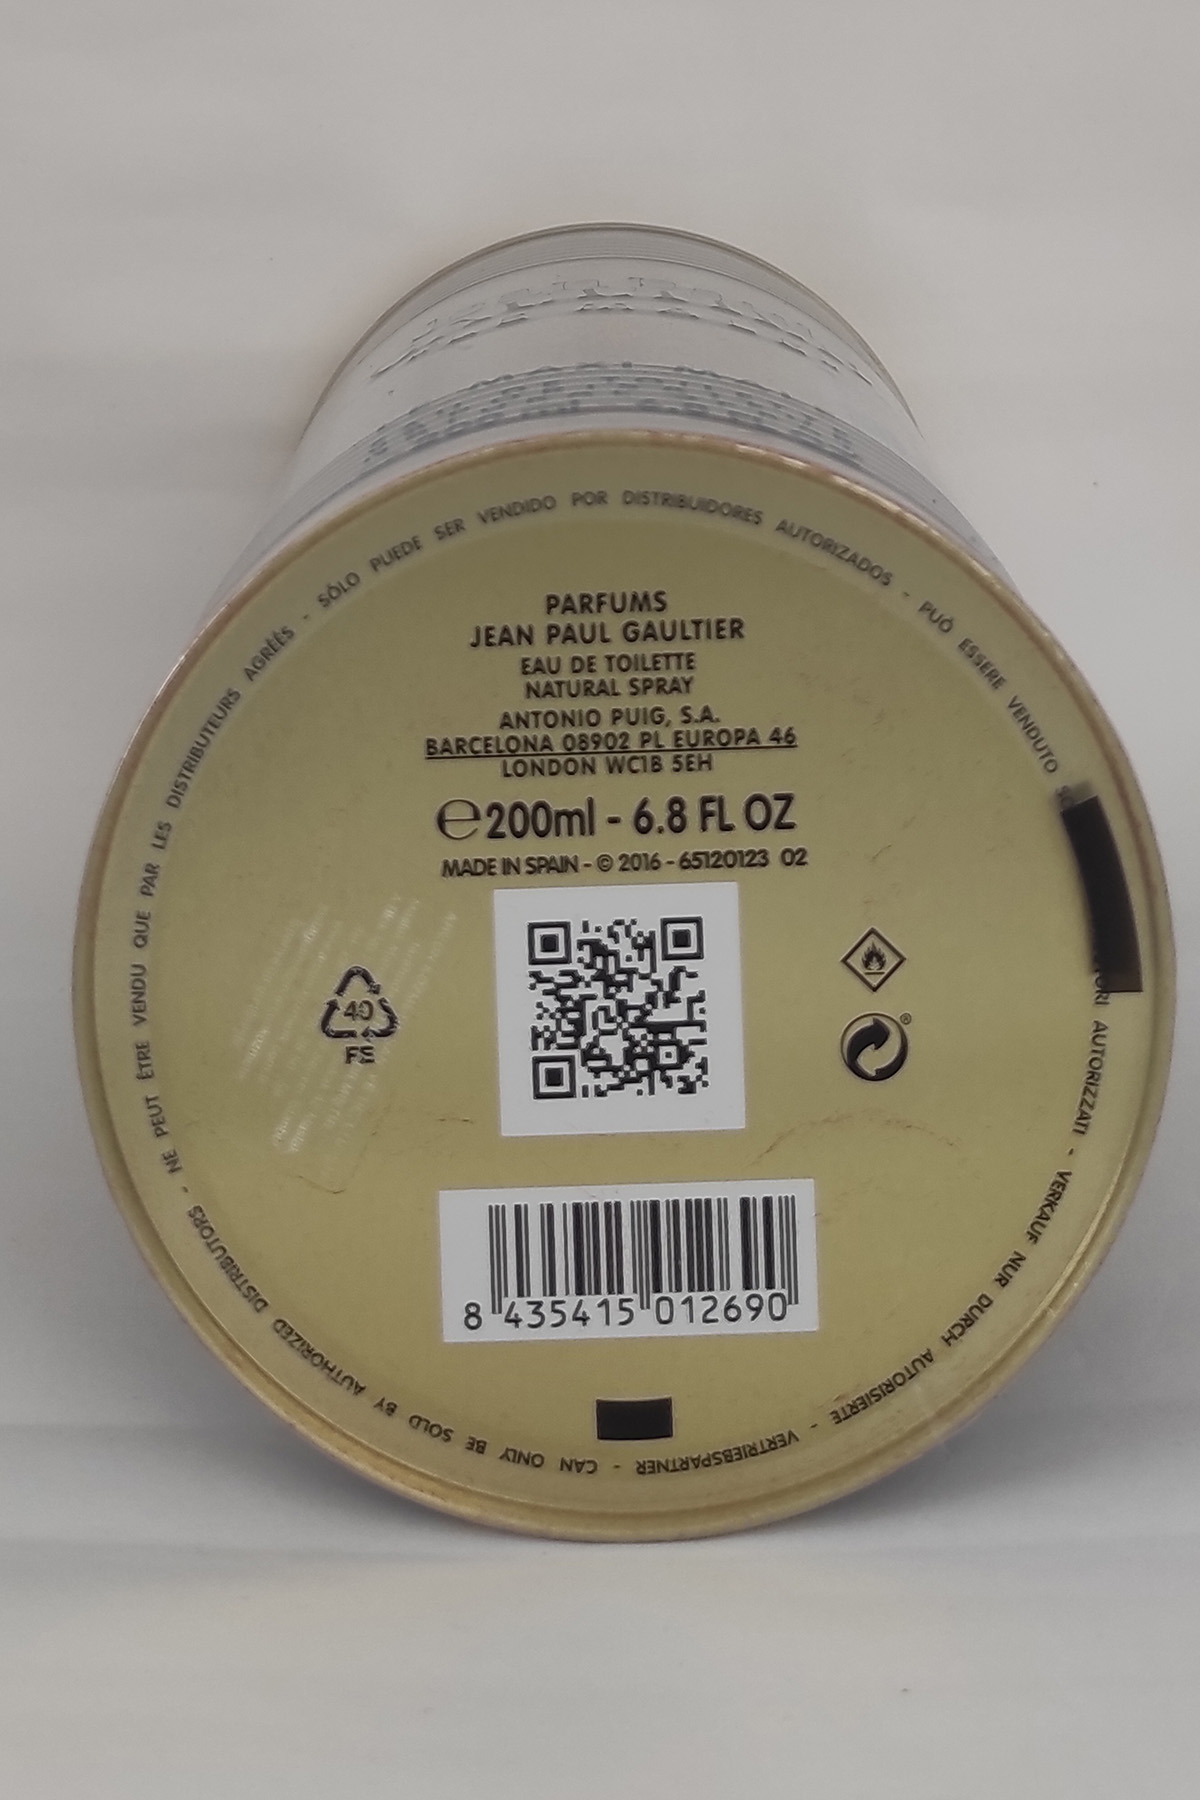 PARFUMS
JEAN PAUL GAULTIER
EAU DE TOILETTE
NATURAL SPRAY
ANTONIO PUIG, S.A.
BARCELONA 08902 PL EUROPA 46
LONDON WC1B 5EH
℮200ml - 6.8 FL OZ
MADE IN SPAIN - © 2016 - 65120123 02
40
FE
®
8 435415 012690
NE PEUT ÊTRE VENDU QUE PAR LES DISTRIBUTEURS AGRÉÉS - SÓLO PUEDE SER VENDIDO POR DISTRIBUIDORES AUTORIZADOS - PUÓ ESSERE VENDUTO AUTORIZZATI - VERKAUF NUR DURCH AUTORISIERTE - VERTRIEBSPARTNER - CAN ONLY BE SOLD BY AUTHORIZED DISTRIBUTORS -